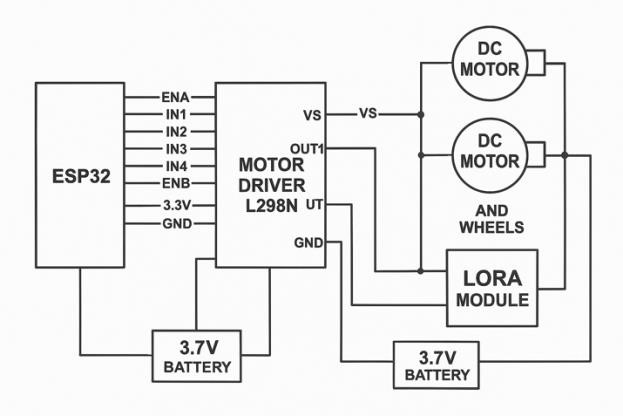 ESP32
ENA
IN1
IN2
IN3
IN4
ENB
3.3V
GND
MOTOR
DRIVER
L298N
VS
OUT1
UT
GND
VS
DC
MOTOR
DC
MOTOR
AND
WHEELS
LORA
MODULE
3.7V
BATTERY
3.7V
BATTERY